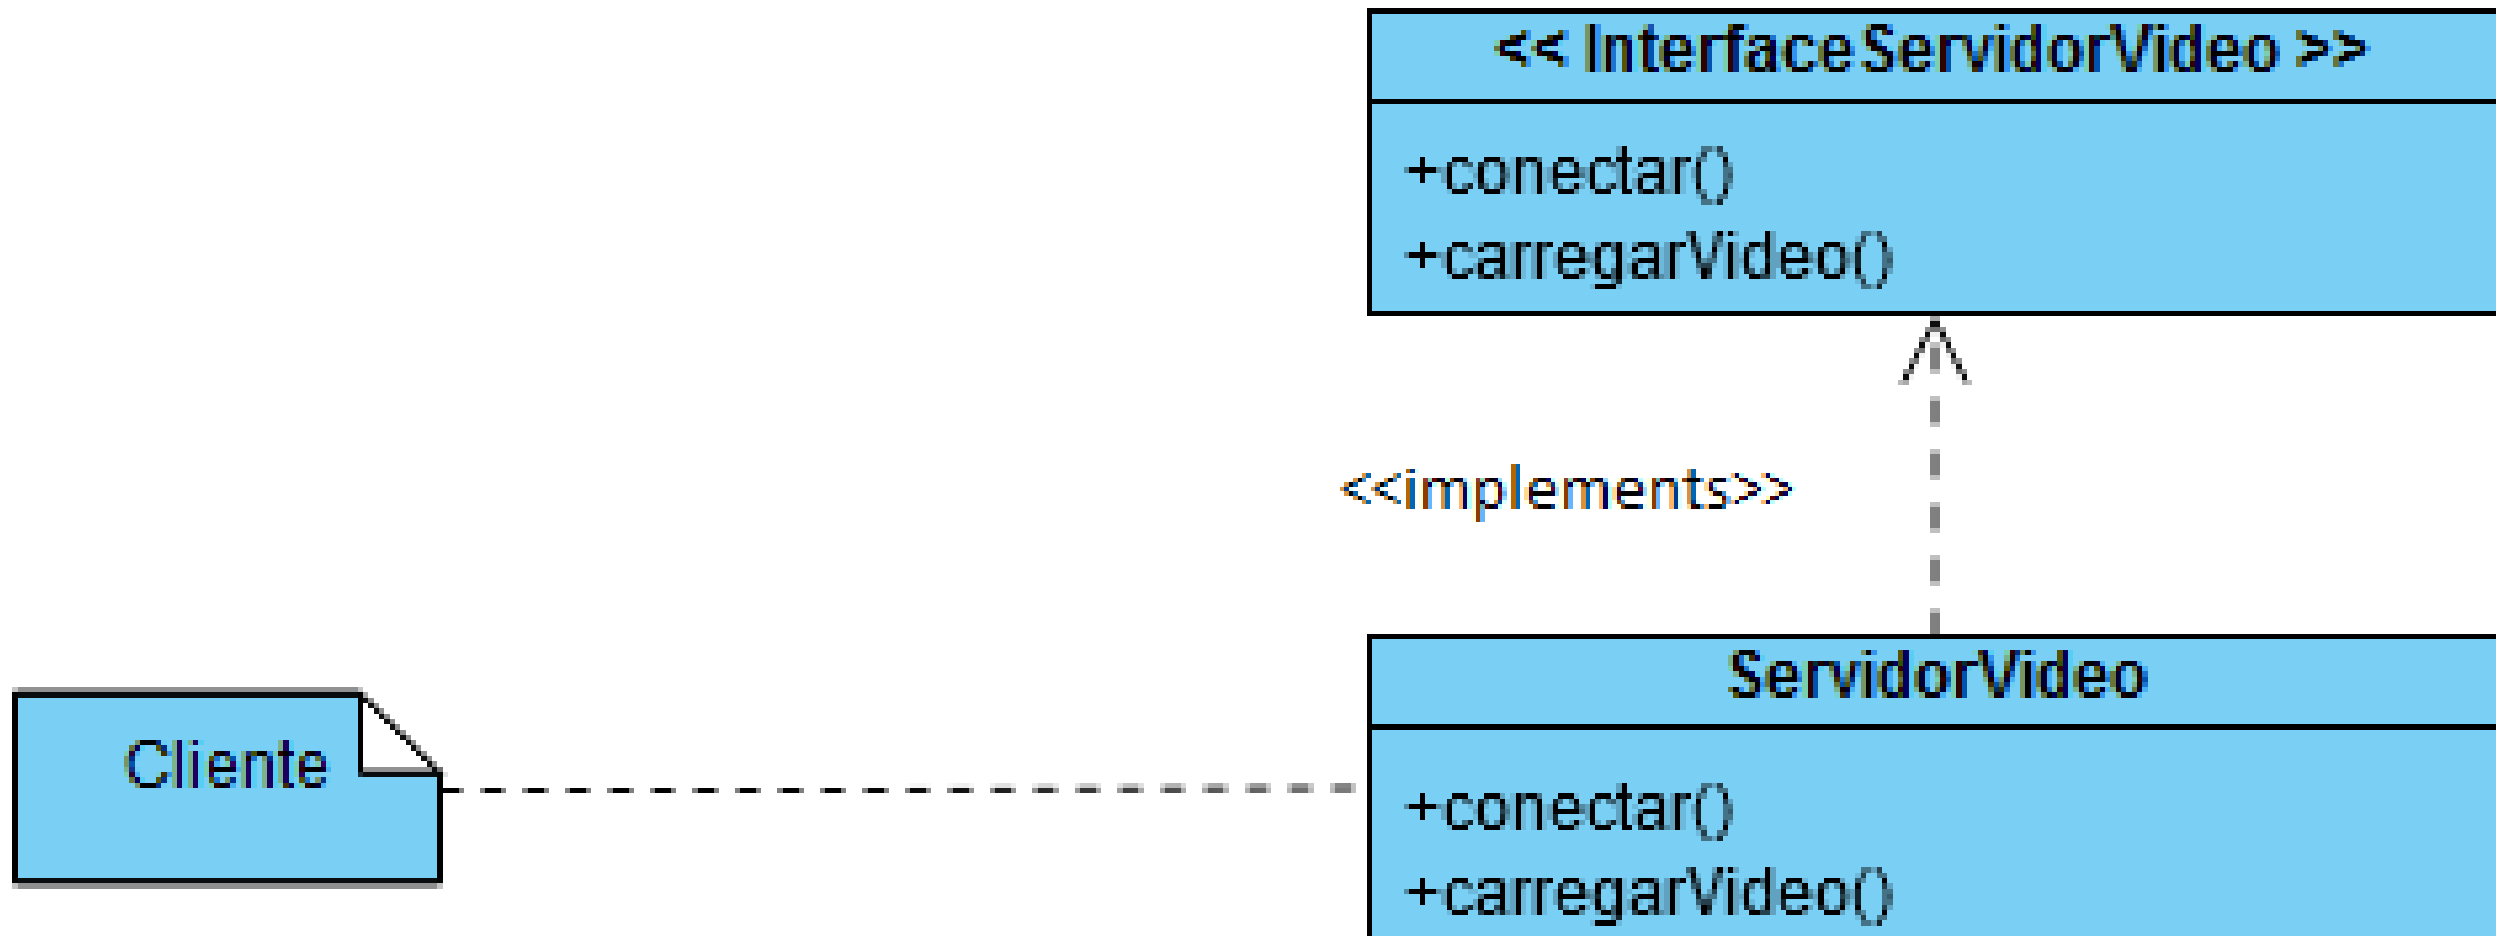 << InterfaceServidorVideo >>
+conectar()
+carregarVideo()
<<implements>>
ServidorVideo
Cliente
+conectar()
+carregarVideo()